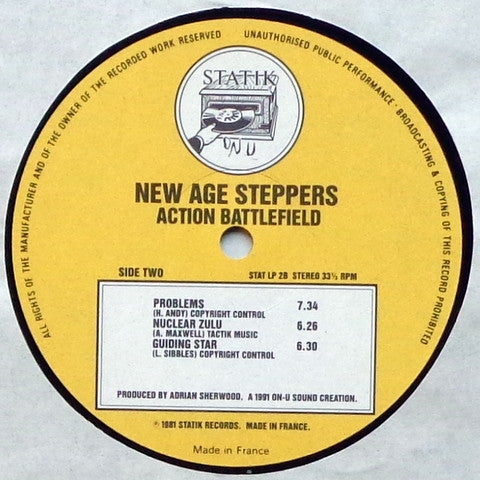 ALL RIGHTS OF THE MANUFACTURER AND OF THE OWNER OF THE RECORDED WORK RESERVED
UNAUTHORISED PUBLIC PERFORMANCE · BROADCASTING & COPYING OF THIS RECORD PROHIBITED
STATIK
ON U
NEW AGE STEPPERS
ACTION BATTLEFIELD
SIDE TWO STAT LP 2B STEREO 33⅓ RPM
PROBLEMS 7.34
(H. ANDY) COPYRIGHT CONTROL
NUCLEAR ZULU 6.26
(A. MAXWELL) TACTIK MUSIC
GUIDING STAR 6.30
(L. SIBBLES) COPYRIGHT CONTROL
PRODUCED BY ADRIAN SHERWOOD. A 1991 ON-U SOUND CREATION.
℗ 1981 STATIK RECORDS. MADE IN FRANCE.
Made in France